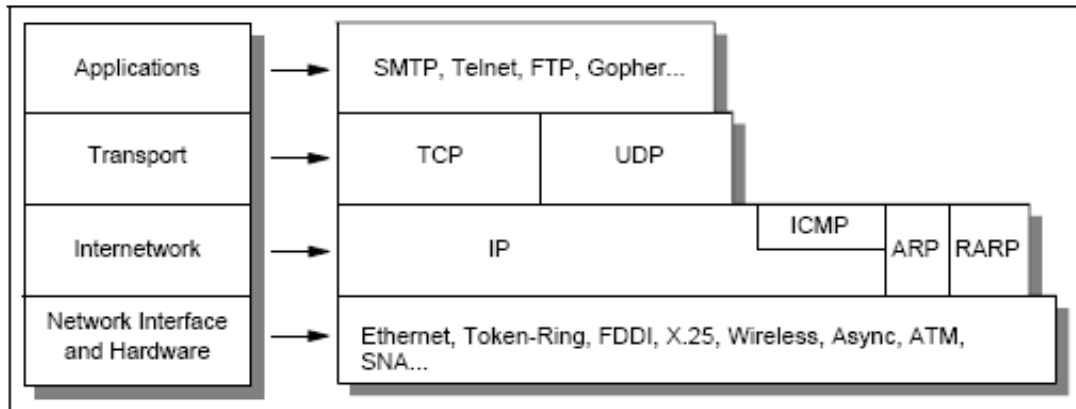 Applications
SMTP, Telnet, FTP, Gopher...
Transport
TCP
UDP
Internetwork
IP
ICMP
ARP
RARP
Network Interface
and Hardware
Ethernet, Token-Ring, FDDI, X.25, Wireless, Async, ATM,
SNA...